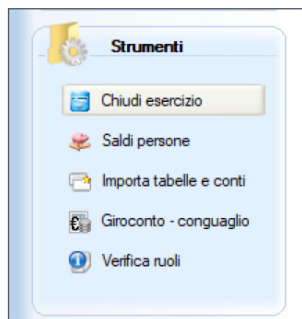 Strumenti
Chiudi esercizio
Saldi persone
Importa tabelle e conti
Giroconto - conguaglio
Verifica ruoli